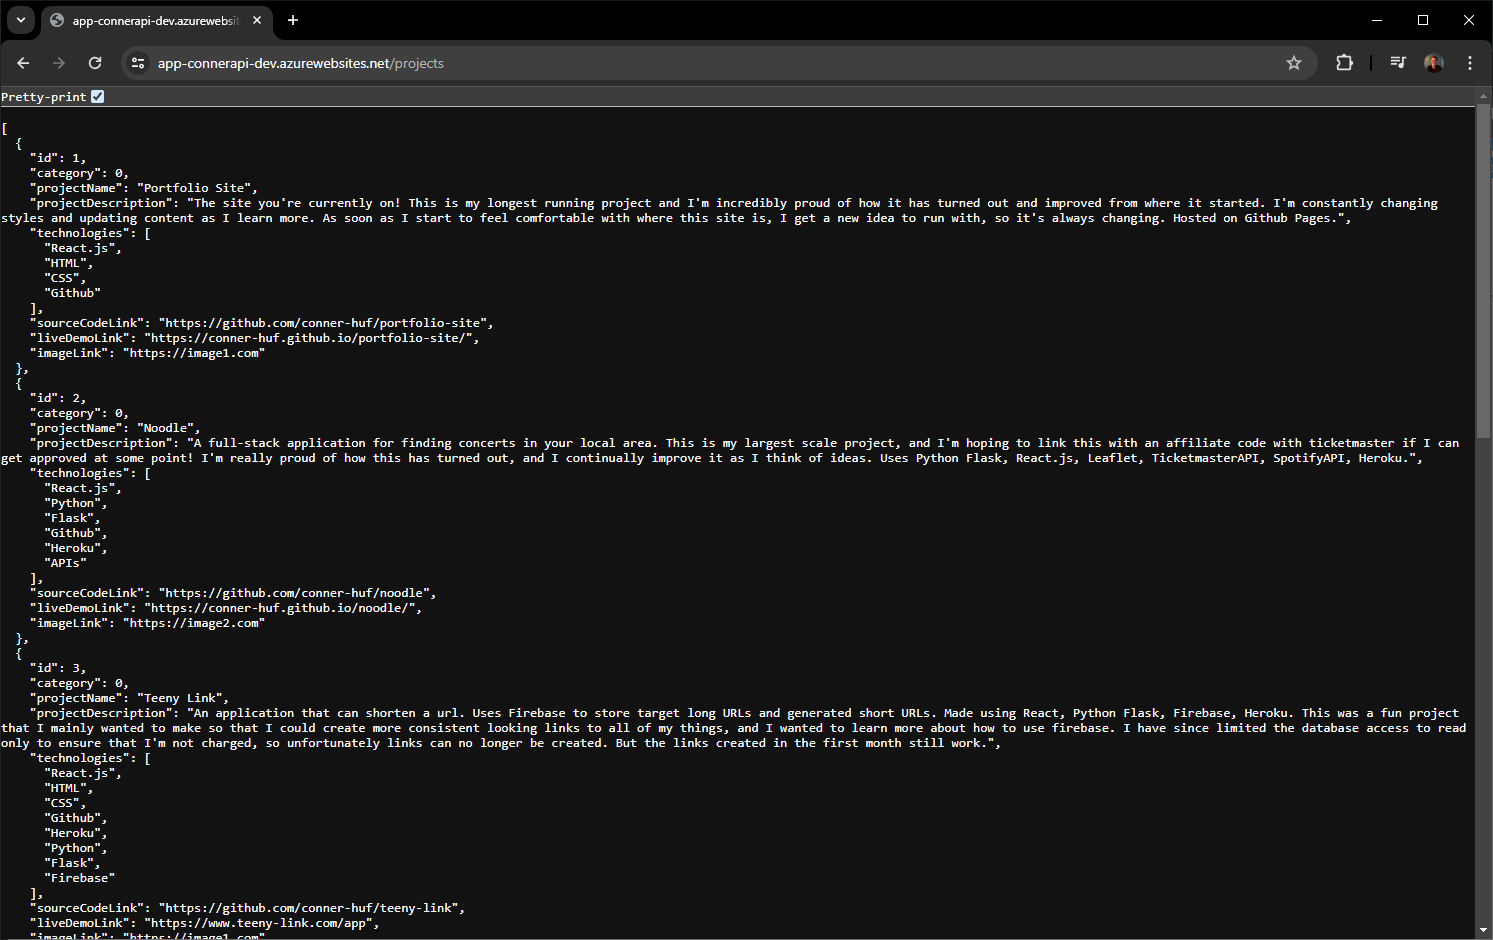 app-connerapi-dev.azurewebsit
app-connerapi-dev.azurewebsites.net/projects
Pretty-print
[
  {
    "id": 1,
    "category": 0,
    "projectName": "Portfolio Site",
    "projectDescription": "The site you're currently on! This is my longest running project and I'm incredibly proud of how it has turned out and improved from where it started. I'm constantly changing
styles and updating content as I learn more. As soon as I start to feel comfortable with where this site is, I get a new idea to run with, so it's always changing. Hosted on Github Pages.",
    "technologies": [
      "React.js",
      "HTML",
      "CSS",
      "Github"
    ],
    "sourceCodeLink": "https://github.com/conner-huf/portfolio-site",
    "liveDemoLink": "https://conner-huf.github.io/portfolio-site/",
    "imageLink": "https://image1.com"
  },
  {
    "id": 2,
    "category": 0,
    "projectName": "Noodle",
    "projectDescription": "A full-stack application for finding concerts in your local area. This is my largest scale project, and I'm hoping to link this with an affiliate code with ticketmaster if I can
get approved at some point! I'm really proud of how this has turned out, and I continually improve it as I think of ideas. Uses Python Flask, React.js, Leaflet, TicketmasterAPI, SpotifyAPI, Heroku.",
    "technologies": [
      "React.js",
      "Python",
      "Flask",
      "Github",
      "Heroku",
      "APIs"
    ],
    "sourceCodeLink": "https://github.com/conner-huf/noodle",
    "liveDemoLink": "https://conner-huf.github.io/noodle/",
    "imageLink": "https://image2.com"
  },
  {
    "id": 3,
    "category": 0,
    "projectName": "Teeny Link",
    "projectDescription": "An application that can shorten a url. Uses Firebase to store target long URLs and generated short URLs. Made using React, Python Flask, Firebase, Heroku. This was a fun project
that I mainly wanted to make so that I could create more consistent looking links to all of my things, and I wanted to learn more about how to use firebase. I have since limited the database access to read
only to ensure that I'm not charged, so unfortunately links can no longer be created. But the links created in the first month still work.",
    "technologies": [
      "React.js",
      "HTML",
      "CSS",
      "Github",
      "Heroku",
      "Python",
      "Flask",
      "Firebase"
    ],
    "sourceCodeLink": "https://github.com/conner-huf/teeny-link",
    "liveDemoLink": "https://www.teeny-link.com/app",
    "imageLink": "https://image1.com"